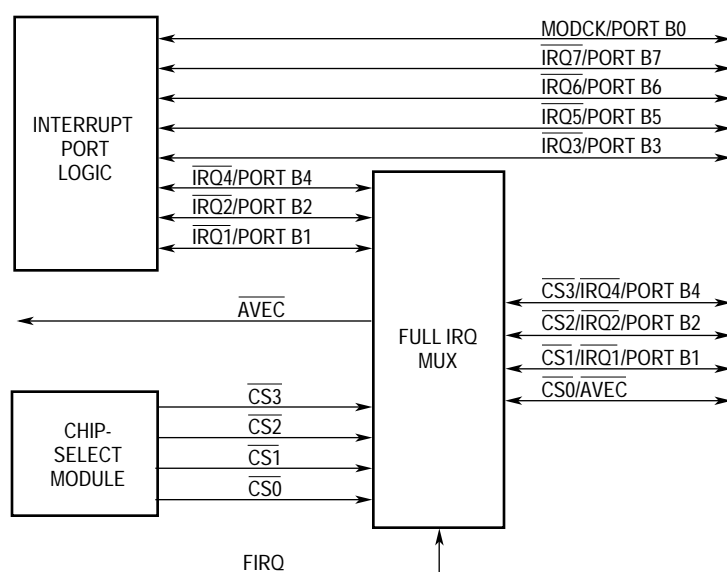 MODCK/PORT B0
IRQ7/PORT B7
IRQ6/PORT B6
IRQ5/PORT B5
IRQ3/PORT B3
INTERRUPT
PORT
LOGIC
IRQ4/PORT B4
IRQ2/PORT B2
IRQ1/PORT B1
AVEC
FULL IRQ
MUX
CS3/IRQ4/PORT B4
CS2/IRQ2/PORT B2
CS1/IRQ1/PORT B1
CS0/AVEC
CHIP-
SELECT
MODULE
CS3
CS2
CS1
CS0
FIRQ